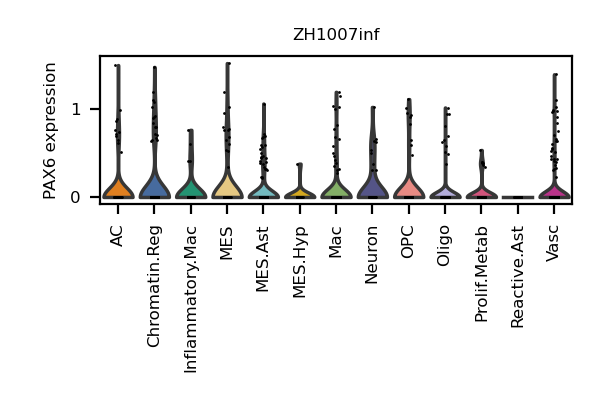 ZH1007inf
PAX6 expression
1
0
AC
Chromatin.Reg
Inflammatory.Mac
MES
MES.Ast
MES.Hyp
Mac
Neuron
OPC
Oligo
Prolif.Metab
Reactive.Ast
Vasc